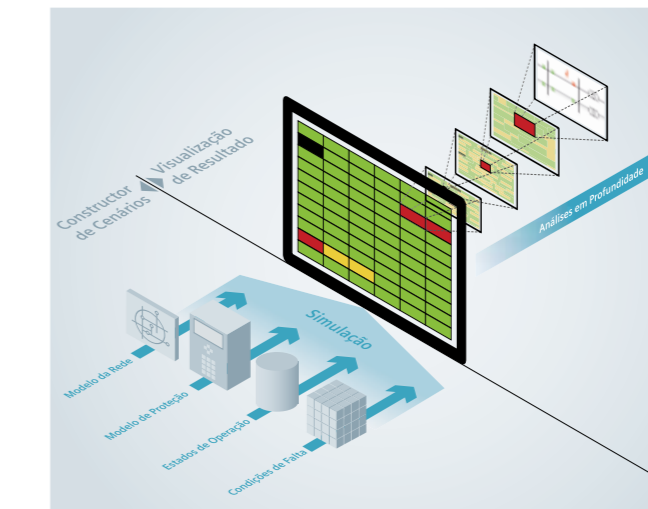 Constructor
de Cenários
Visualização
de Resultado
Análises em Profundidade
Simulação
Modelo da Rede
Modelo de Proteção
Estados de Operação
Condições de Falta